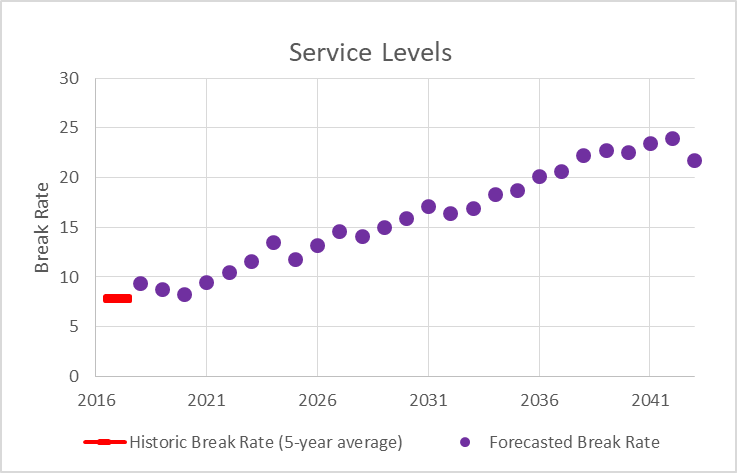 Service Levels
30
25
20
15
10
5
0
Break Rate
2016 2021 2026 2031 2036 2041
Historic Break Rate (5-year average) Forecasted Break Rate